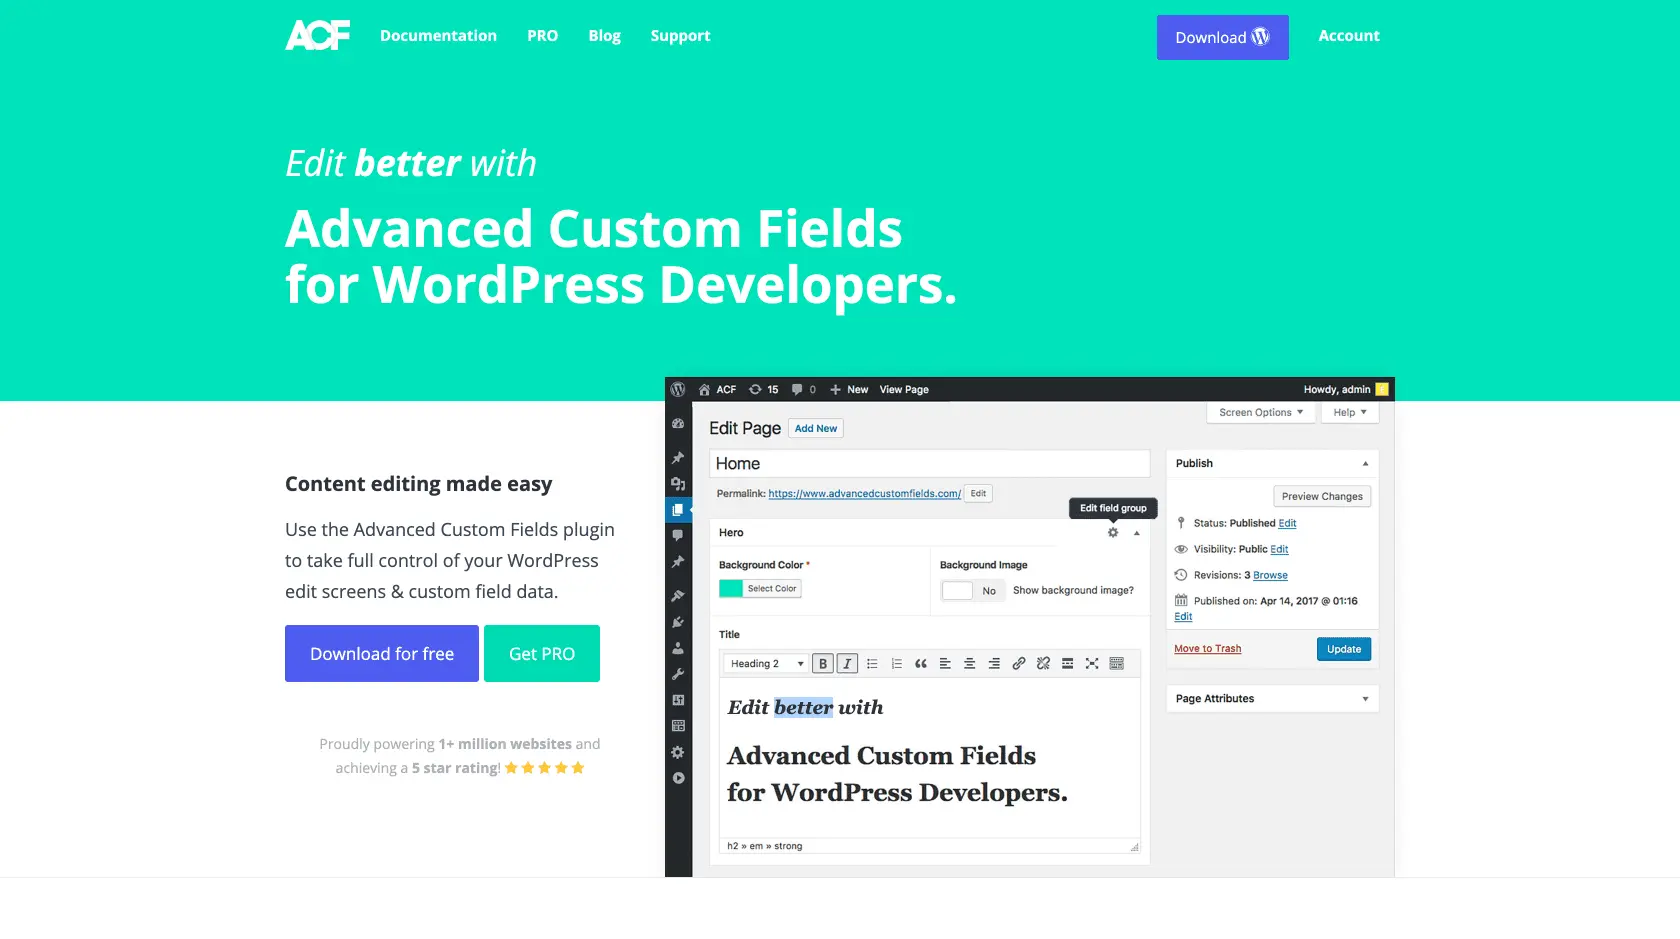 ACF Documentation PRO Blog Support Download Account
Edit better with
Advanced Custom Fields
for WordPress Developers.
Content editing made easy
Use the Advanced Custom Fields plugin
to take full control of your WordPress
edit screens & custom field data.
Download for free Get PRO
Proudly powering 1+ million websites and
achieving a 5 star rating!
ACF 15 0 New View Page Howdy, admin
Screen Options Help
Edit Page Add New
Home
Permalink: https://www.advancedcustomfields.com/ Edit
Edit field group
Hero
Background Color *
Select Color
Background Image
No Show background image?
Title
Heading 2 B I
Edit better with
Advanced Custom Fields
for WordPress Developers.
h2 » em » strong
Publish
Preview Changes
Status: Published Edit
Visibility: Public Edit
Revisions: 3 Browse
Published on: Apr 14, 2017 @ 01:16
Edit
Move to Trash Update
Page Attributes